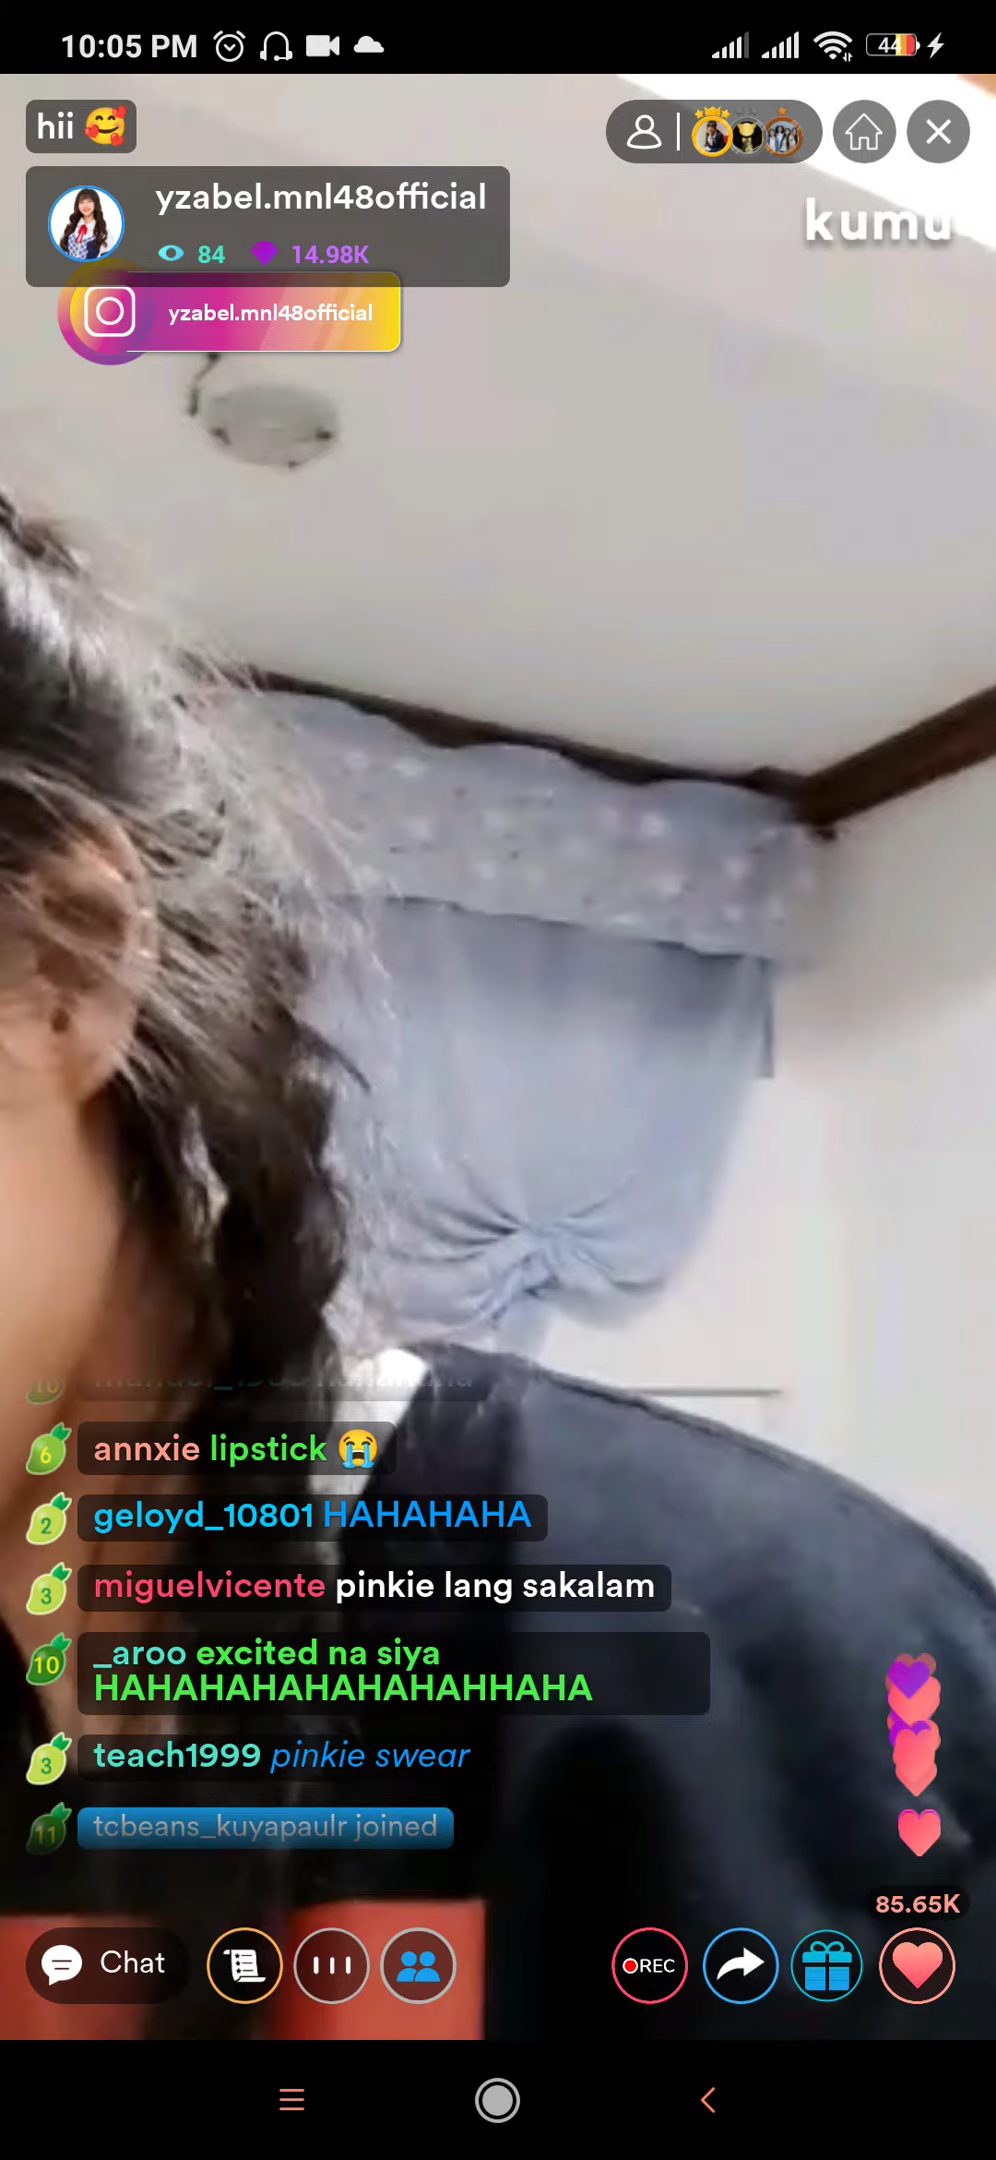 10:05 PM
44
hii 🥰
yzabel.mnl48official
84 14.98K
kumu
yzabel.mnl48official
10
6 annxie lipstick 😭
2 geloyd_10801 HAHAHAHA
3 miguelvicente pinkie lang sakalam
10 _aroo excited na siya
HAHAHAHAHAHAHAHHAHA
3 teach1999 pinkie swear
11 tcbeans_kuyapaulr joined
85.65K
Chat
REC